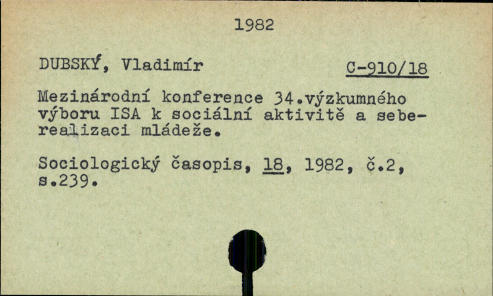 1982
DUBSKÝ, Vladimír C-910/18
Mezinárodní konference 34.výzkumného
výboru ISA k sociální aktivitě a sebe-
realizaci mládeže.
Sociologický časopis, 18, 1982, č.2,
s.239.